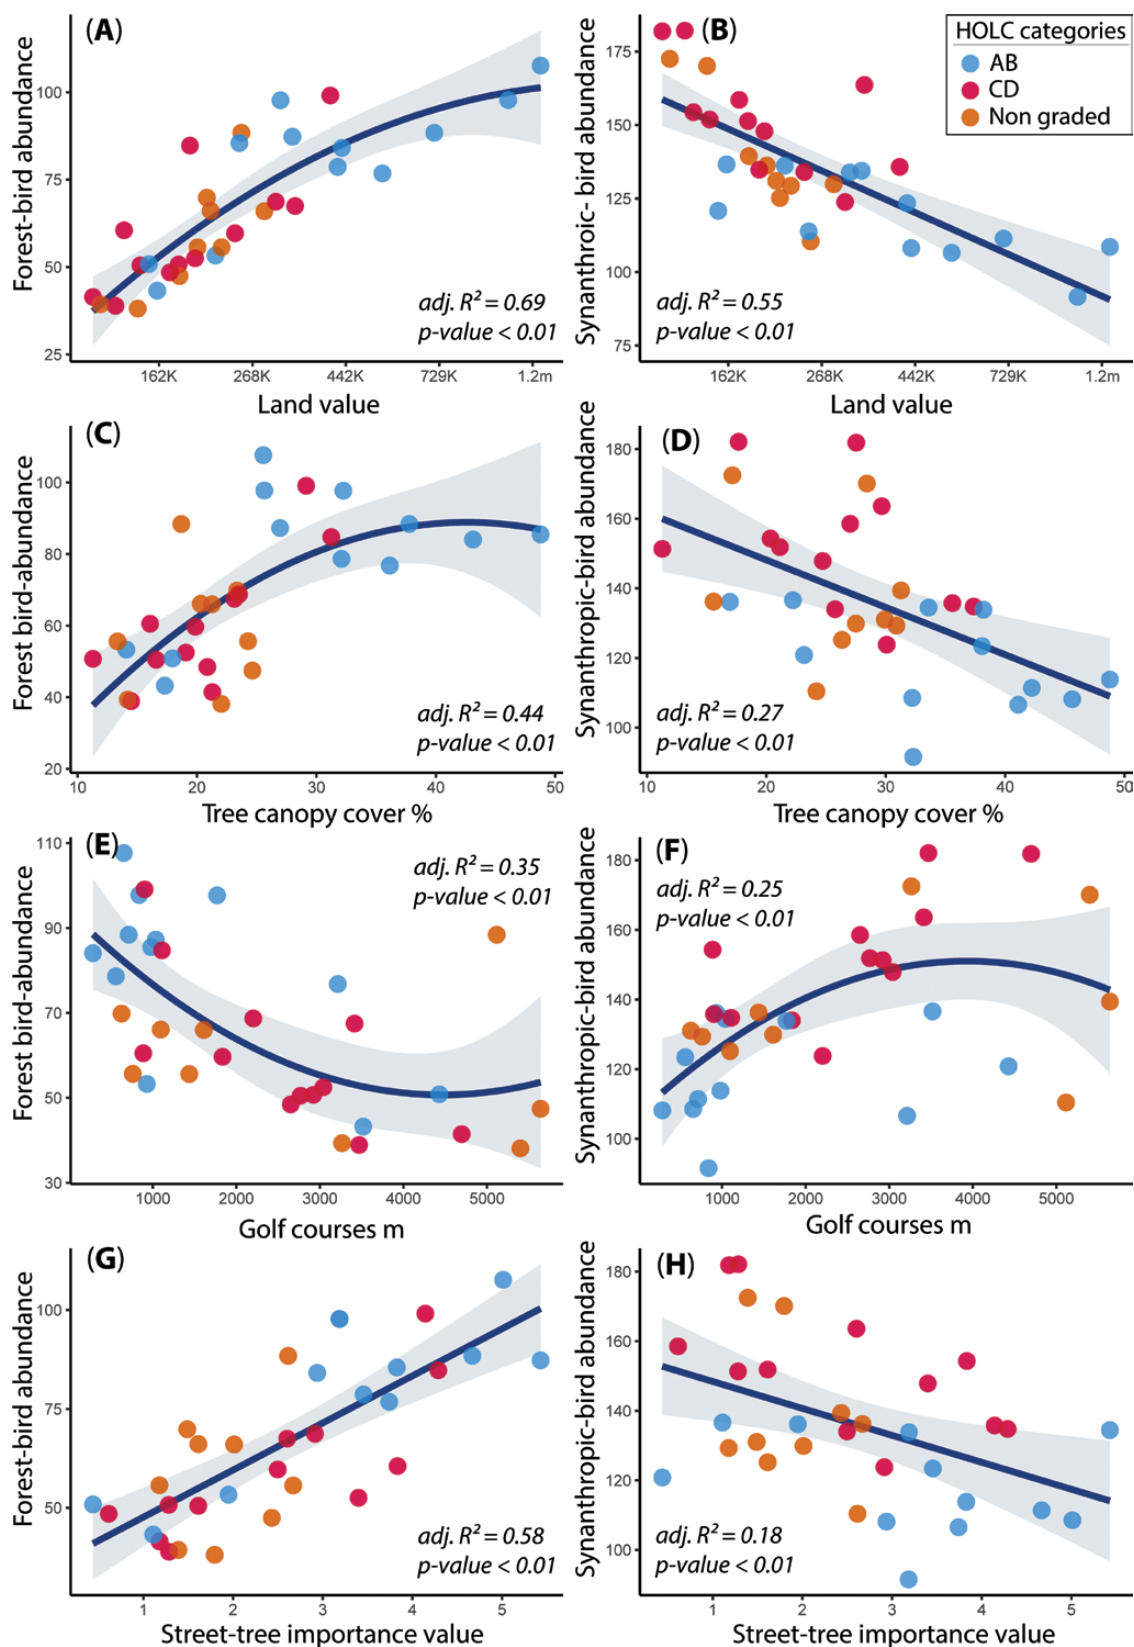 (A)
Forest-bird abundance
100
75
50
25
adj. R² = 0.69
p-value < 0.01
162K 268K 442K 729K 1.2m
Land value
(B)
HOLC categories
AB
CD
Non graded
Synanthroic- bird abundance
175
150
125
100
75
adj. R² = 0.55
p-value < 0.01
162K 268K 442K 729K 1.2m
Land value
(C)
Forest bird-abundance
100
80
60
40
20
adj. R² = 0.44
p-value < 0.01
10 20 30 40 50
Tree canopy cover %
(D)
Synanthropic-bird abundance
180
160
140
120
100
adj. R² = 0.27
p-value < 0.01
10 20 30 40 50
Tree canopy cover %
(E)
Forest bird-abundance
110
90
70
50
30
adj. R² = 0.35
p-value < 0.01
1000 2000 3000 4000 5000
Golf courses m
(F)
Synanthropic-bird abundance
180
160
140
120
100
adj. R² = 0.25
p-value < 0.01
1000 2000 3000 4000 5000
Golf courses m
(G)
Forest-bird abundance
100
75
50
adj. R² = 0.58
p-value < 0.01
1 2 3 4 5
Street-tree importance value
(H)
Synanthropic-bird abundance
180
160
140
120
100
adj. R² = 0.18
p-value < 0.01
1 2 3 4 5
Street-tree importance value